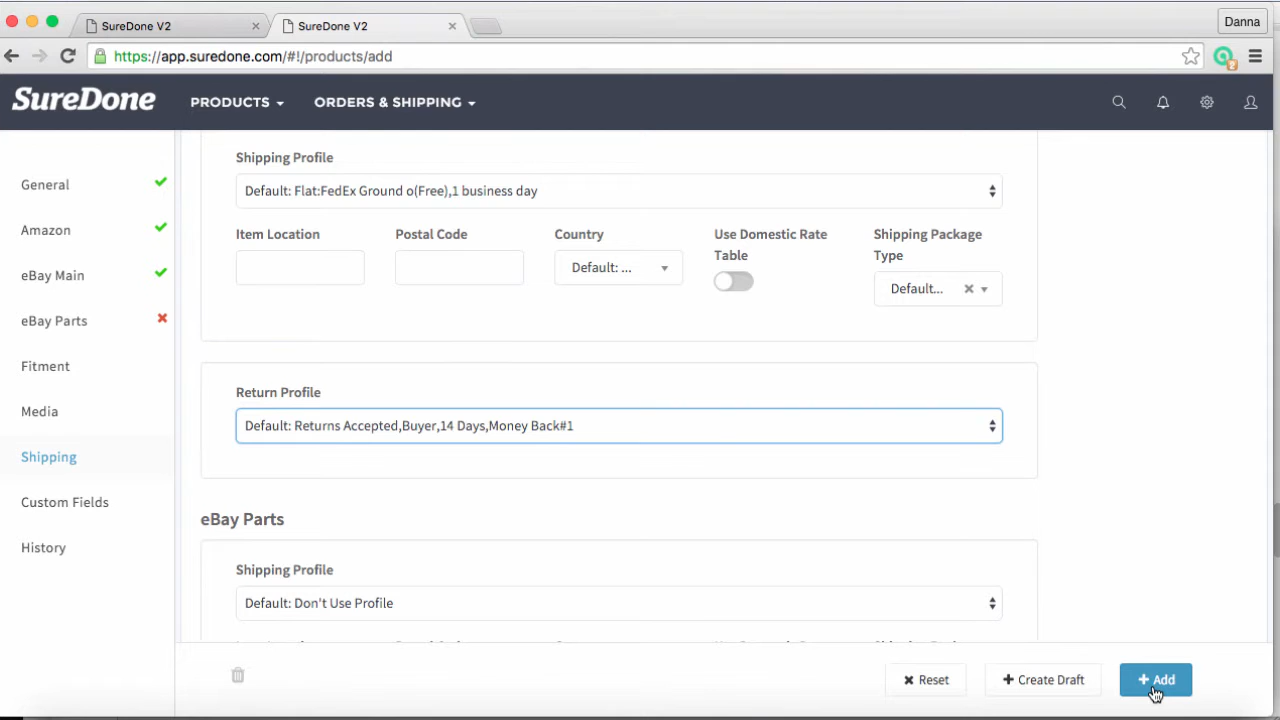 SureDone V2
SureDone V2
Danna
https://app.suredone.com/#!/products/add
SureDone
PRODUCTS
ORDERS & SHIPPING
General
Amazon
eBay Main
eBay Parts
Fitment
Media
Shipping
Custom Fields
History
Shipping Profile
Default: Flat:FedEx Ground o(Free),1 business day
Item Location
Postal Code
Country
Use Domestic Rate
Table
Shipping Package
Type
Default: ...
Default...
Return Profile
Default: Returns Accepted,Buyer,14 Days,Money Back#1
eBay Parts
Shipping Profile
Default: Don't Use Profile
Reset
Create Draft
Add